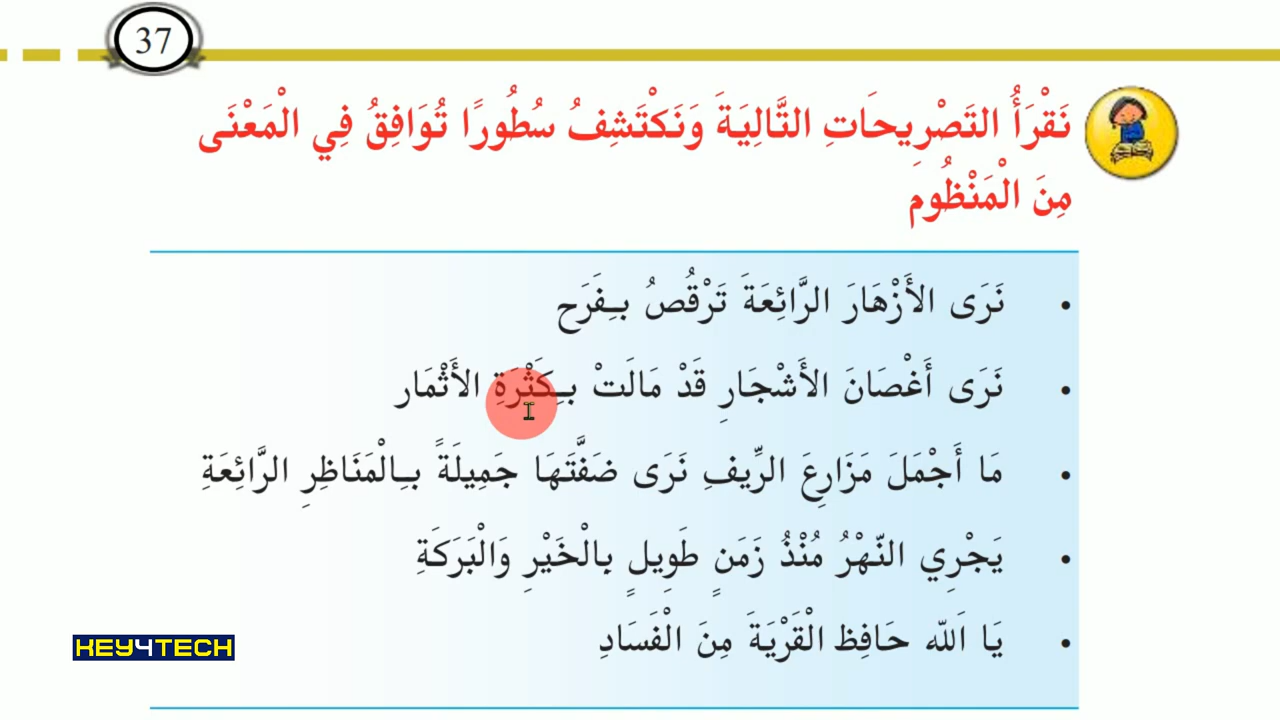 37
نَقْرَأُ التَصْرِيحَاتِ التَّالِيَةَ وَنَكْتَشِفُ سُطُورًا تُوَافِقُ فِي الْمَعْنَى
مِنَ الْمَنْظُومَ
• نَرَى الأَزْهَارَ الرَّائِعَةَ تَرْقُصُ بِفَرَح
• نَرَى أَغْصَانَ الأَشْجَارِ قَدْ مَالَتْ بِكَثْرَةِ الأَثْمَار
• مَا أَجْمَلَ مَزَارِعَ الرِّيفِ نَرَى ضَفَّتَهَا جَمِيلَةً بِالْمَنَاظِرِ الرَّائِعَةِ
• يَجْرِي النّهْرُ مُنْذُ زَمَنٍ طَوِيلٍ بِالْخَيْرِ وَالْبَرَكَةِ
• يَا اَللّه حَافِظ الْقَرْيَةَ مِنَ الْفَسَادِ
KEY4TECH